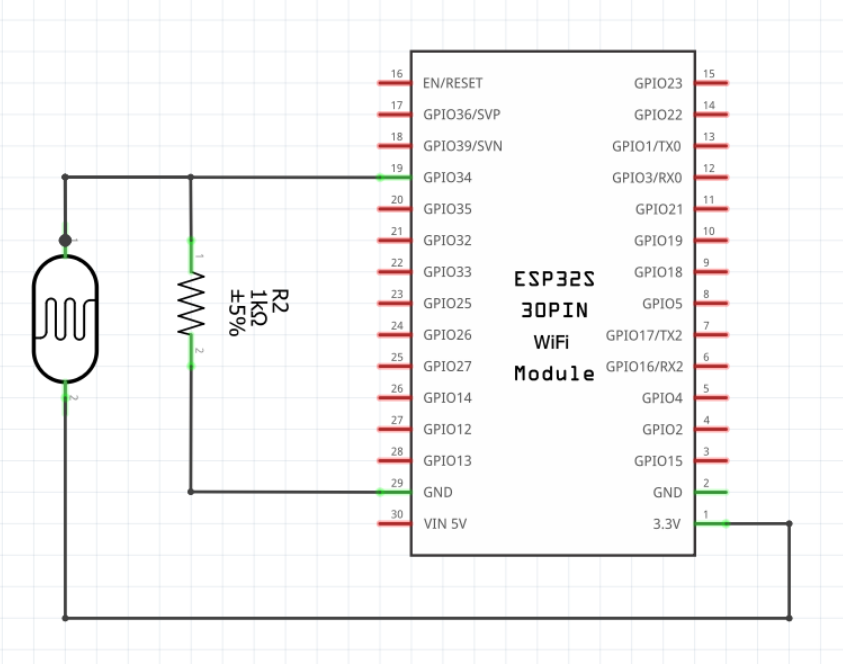 16 EN/RESET GPIO23 15
17 GPIO36/SVP GPIO22 14
18 GPIO39/SVN GPIO1/TX0 13
19 GPIO34 GPIO3/RX0 12
20 GPIO35 GPIO21 11
1 21 GPIO32 GPIO19 10
1 22 GPIO33 GPIO18 9
ESP32S
R2
1kΩ
±5%
23 GPIO25 GPIO5 8
30PIN
24 GPIO26 GPIO17/TX2 7
WiFi
2 25 GPIO27 GPIO16/RX2 6
Module
2 26 GPIO14 GPIO4 5
27 GPIO12 GPIO2 4
28 GPIO13 GPIO15 3
29 GND GND 2
30 VIN 5V 3.3V 1